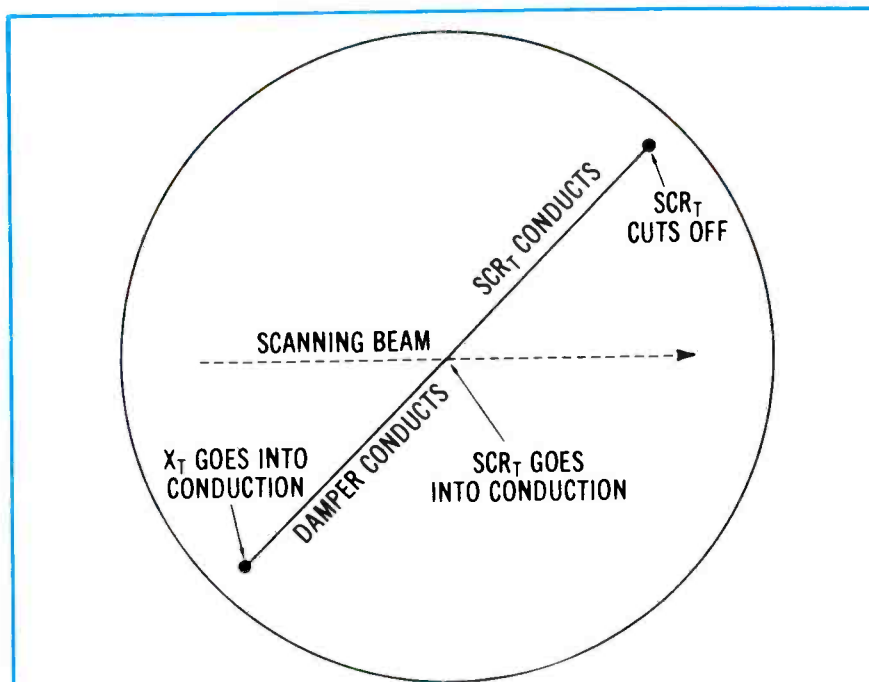 SCR_T CONDUCTS
SCR_T
CUTS OFF
SCANNING BEAM
DAMPER CONDUCTS
X_T GOES INTO
CONDUCTION
SCR_T GOES
INTO CONDUCTION